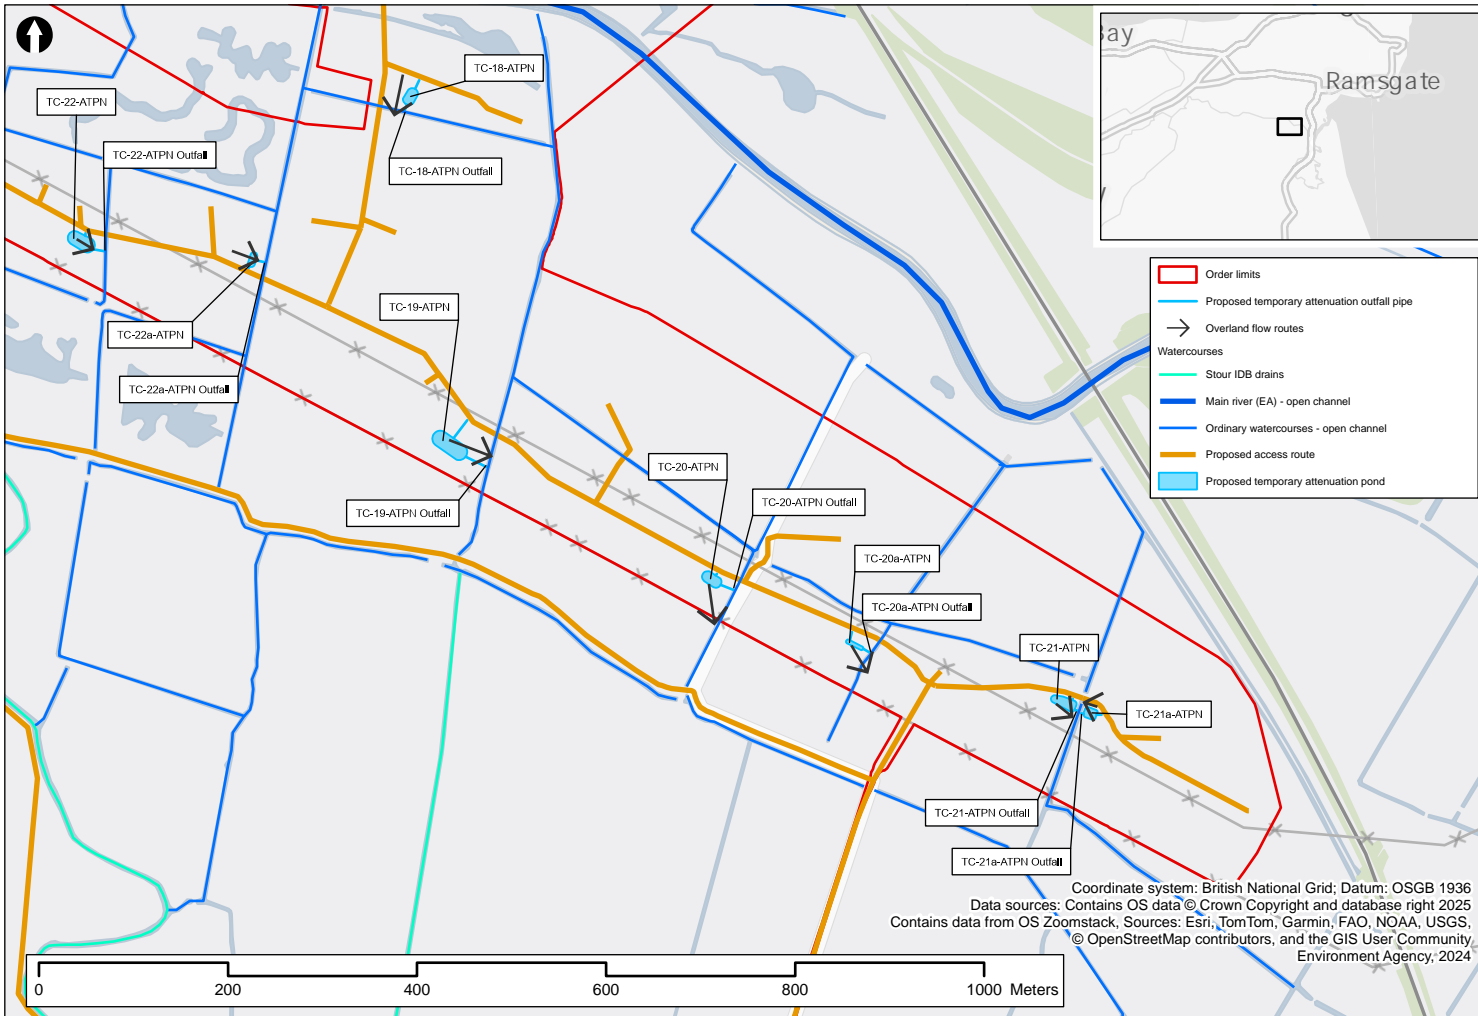 Bay
Ramsgate
TC-18-ATPN
TC-22-ATPN
TC-22-ATPN Outfall
TC-18-ATPN Outfall
TC-19-ATPN
TC-22a-ATPN
TC-22a-ATPN Outfall
TC-20-ATPN
TC-20-ATPN Outfall
TC-19-ATPN Outfall
TC-20a-ATPN
TC-20a-ATPN Outfall
TC-21-ATPN
TC-21a-ATPN
TC-21-ATPN Outfall
TC-21a-ATPN Outfall
Order limits
Proposed temporary attenuation outfall pipe
Overland flow routes
Watercourses
Stour IDB drains
Main river (EA) - open channel
Ordinary watercourses - open channel
Proposed access route
Proposed temporary attenuation pond
Coordinate system: British National Grid; Datum: OSGB 1936
Data sources: Contains OS data © Crown Copyright and database right 2025
Contains data from OS Zoomstack, Sources: Esri, TomTom, Garmin, FAO, NOAA, USGS,
© OpenStreetMap contributors, and the GIS User Community,
Environment Agency, 2024
0 200 400 600 800 1000 Meters